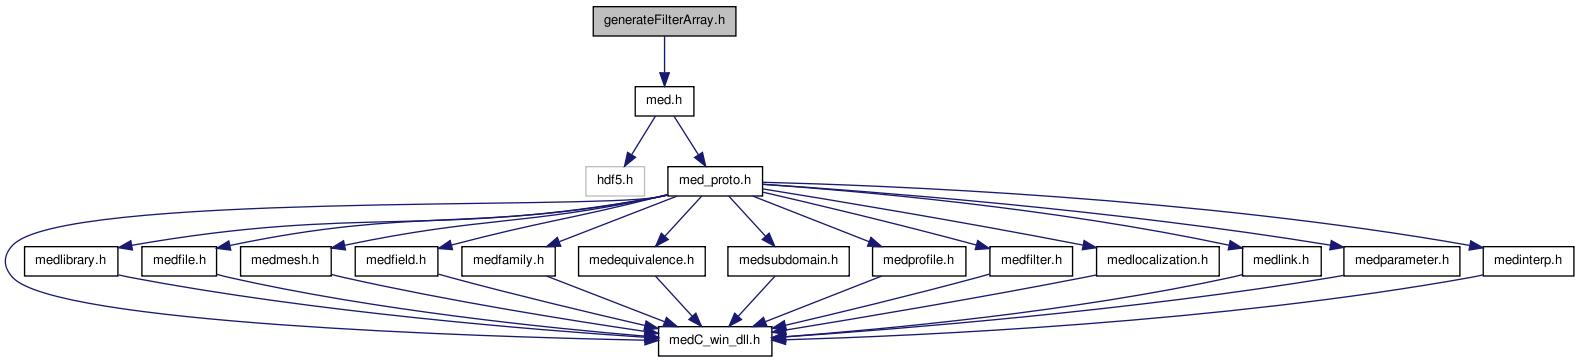 generateFilterArray.h
med.h
hdf5.h
med_proto.h
medlibrary.h
medfile.h
medmesh.h
medfield.h
medfamily.h
medequivalence.h
medsubdomain.h
medprofile.h
medfilter.h
medlocalization.h
medlink.h
medparameter.h
medinterp.h
medC_win_dll.h